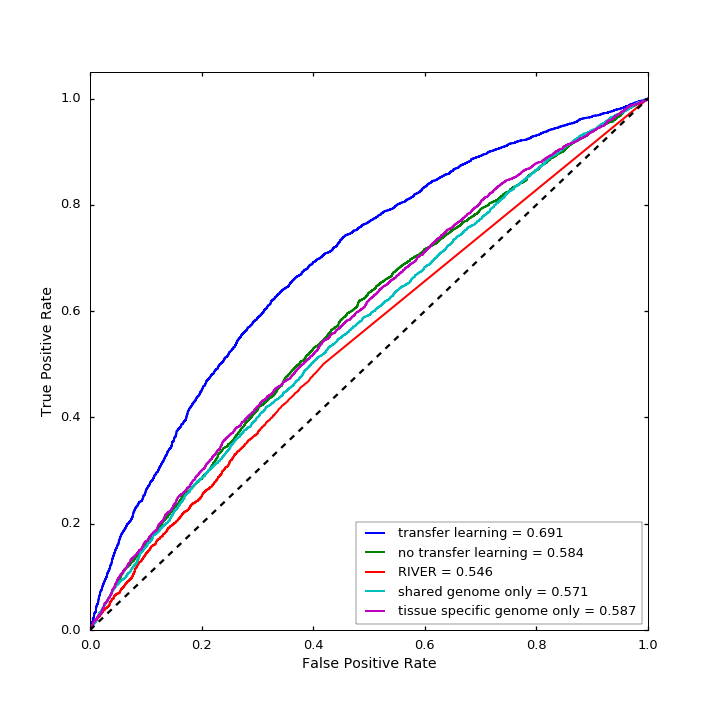 1.0
0.8
0.6
0.4
0.2
0.0
True Positive Rate
transfer learning = 0.691
no transfer learning = 0.584
RIVER = 0.546
shared genome only = 0.571
tissue specific genome only = 0.587
0.0 0.2 0.4 0.6 0.8 1.0
False Positive Rate